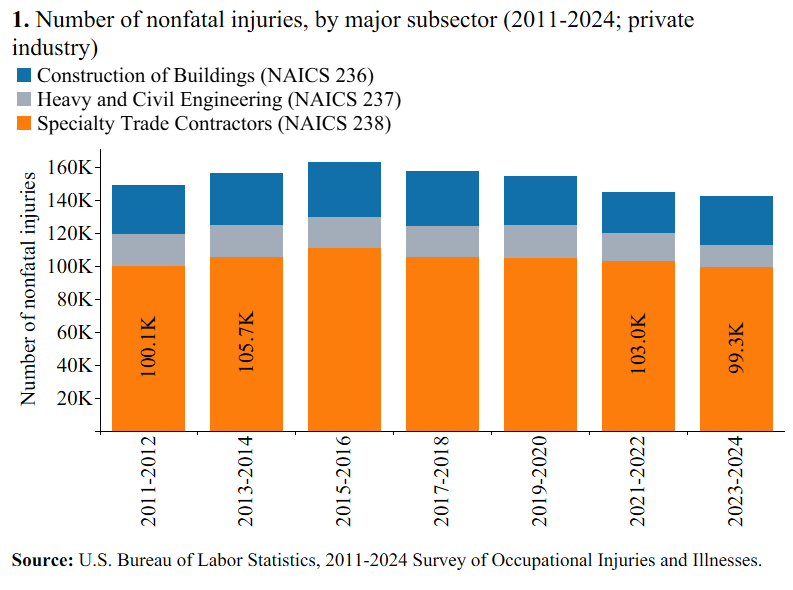 1. Number of nonfatal injuries, by major subsector (2011-2024; private
industry)
Construction of Buildings (NAICS 236)
Heavy and Civil Engineering (NAICS 237)
Specialty Trade Contractors (NAICS 238)
Number of nonfatal injuries
160K
140K
120K
100K
80K
60K
40K
20K
100.1K
105.7K
103.0K
99.3K
2011-2012
2013-2014
2015-2016
2017-2018
2019-2020
2021-2022
2023-2024
Source: U.S. Bureau of Labor Statistics, 2011-2024 Survey of Occupational Injuries and Illnesses.